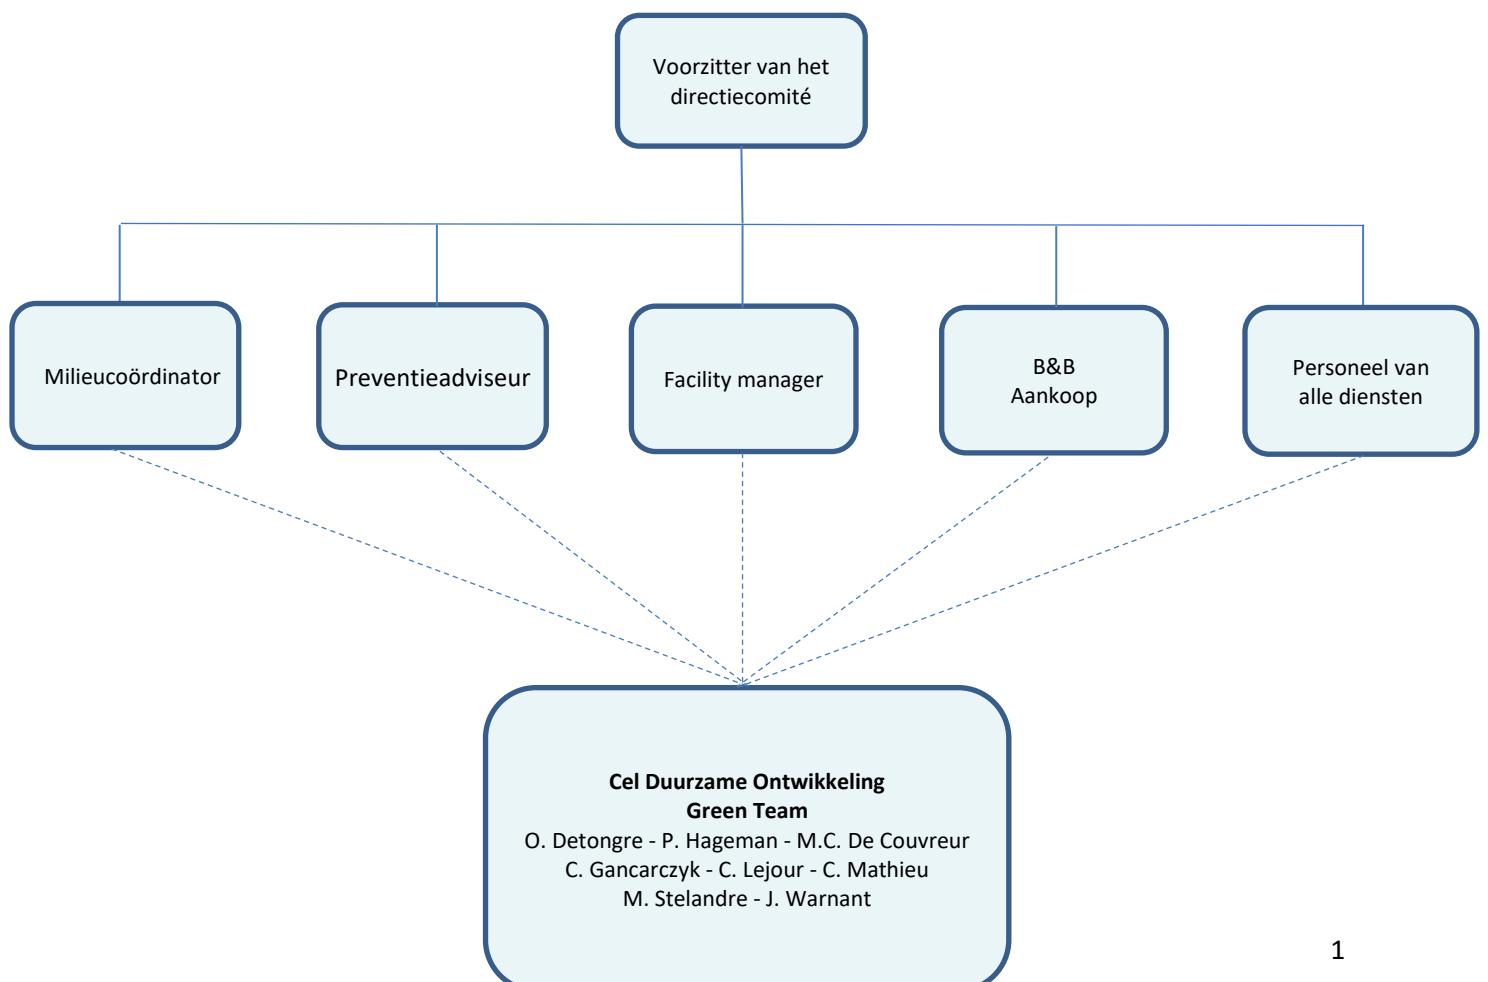 Voorzitter van het
directiecomité
Milieucoördinator
Preventieadviseur
Facility manager
B&B
Aankoop
Personeel van
alle diensten
Cel Duurzame Ontwikkeling
Green Team
O. Detongre - P. Hageman - M.C. De Couvreur
C. Gancarczyk - C. Lejour - C. Mathieu
M. Stelandre - J. Warnant
1